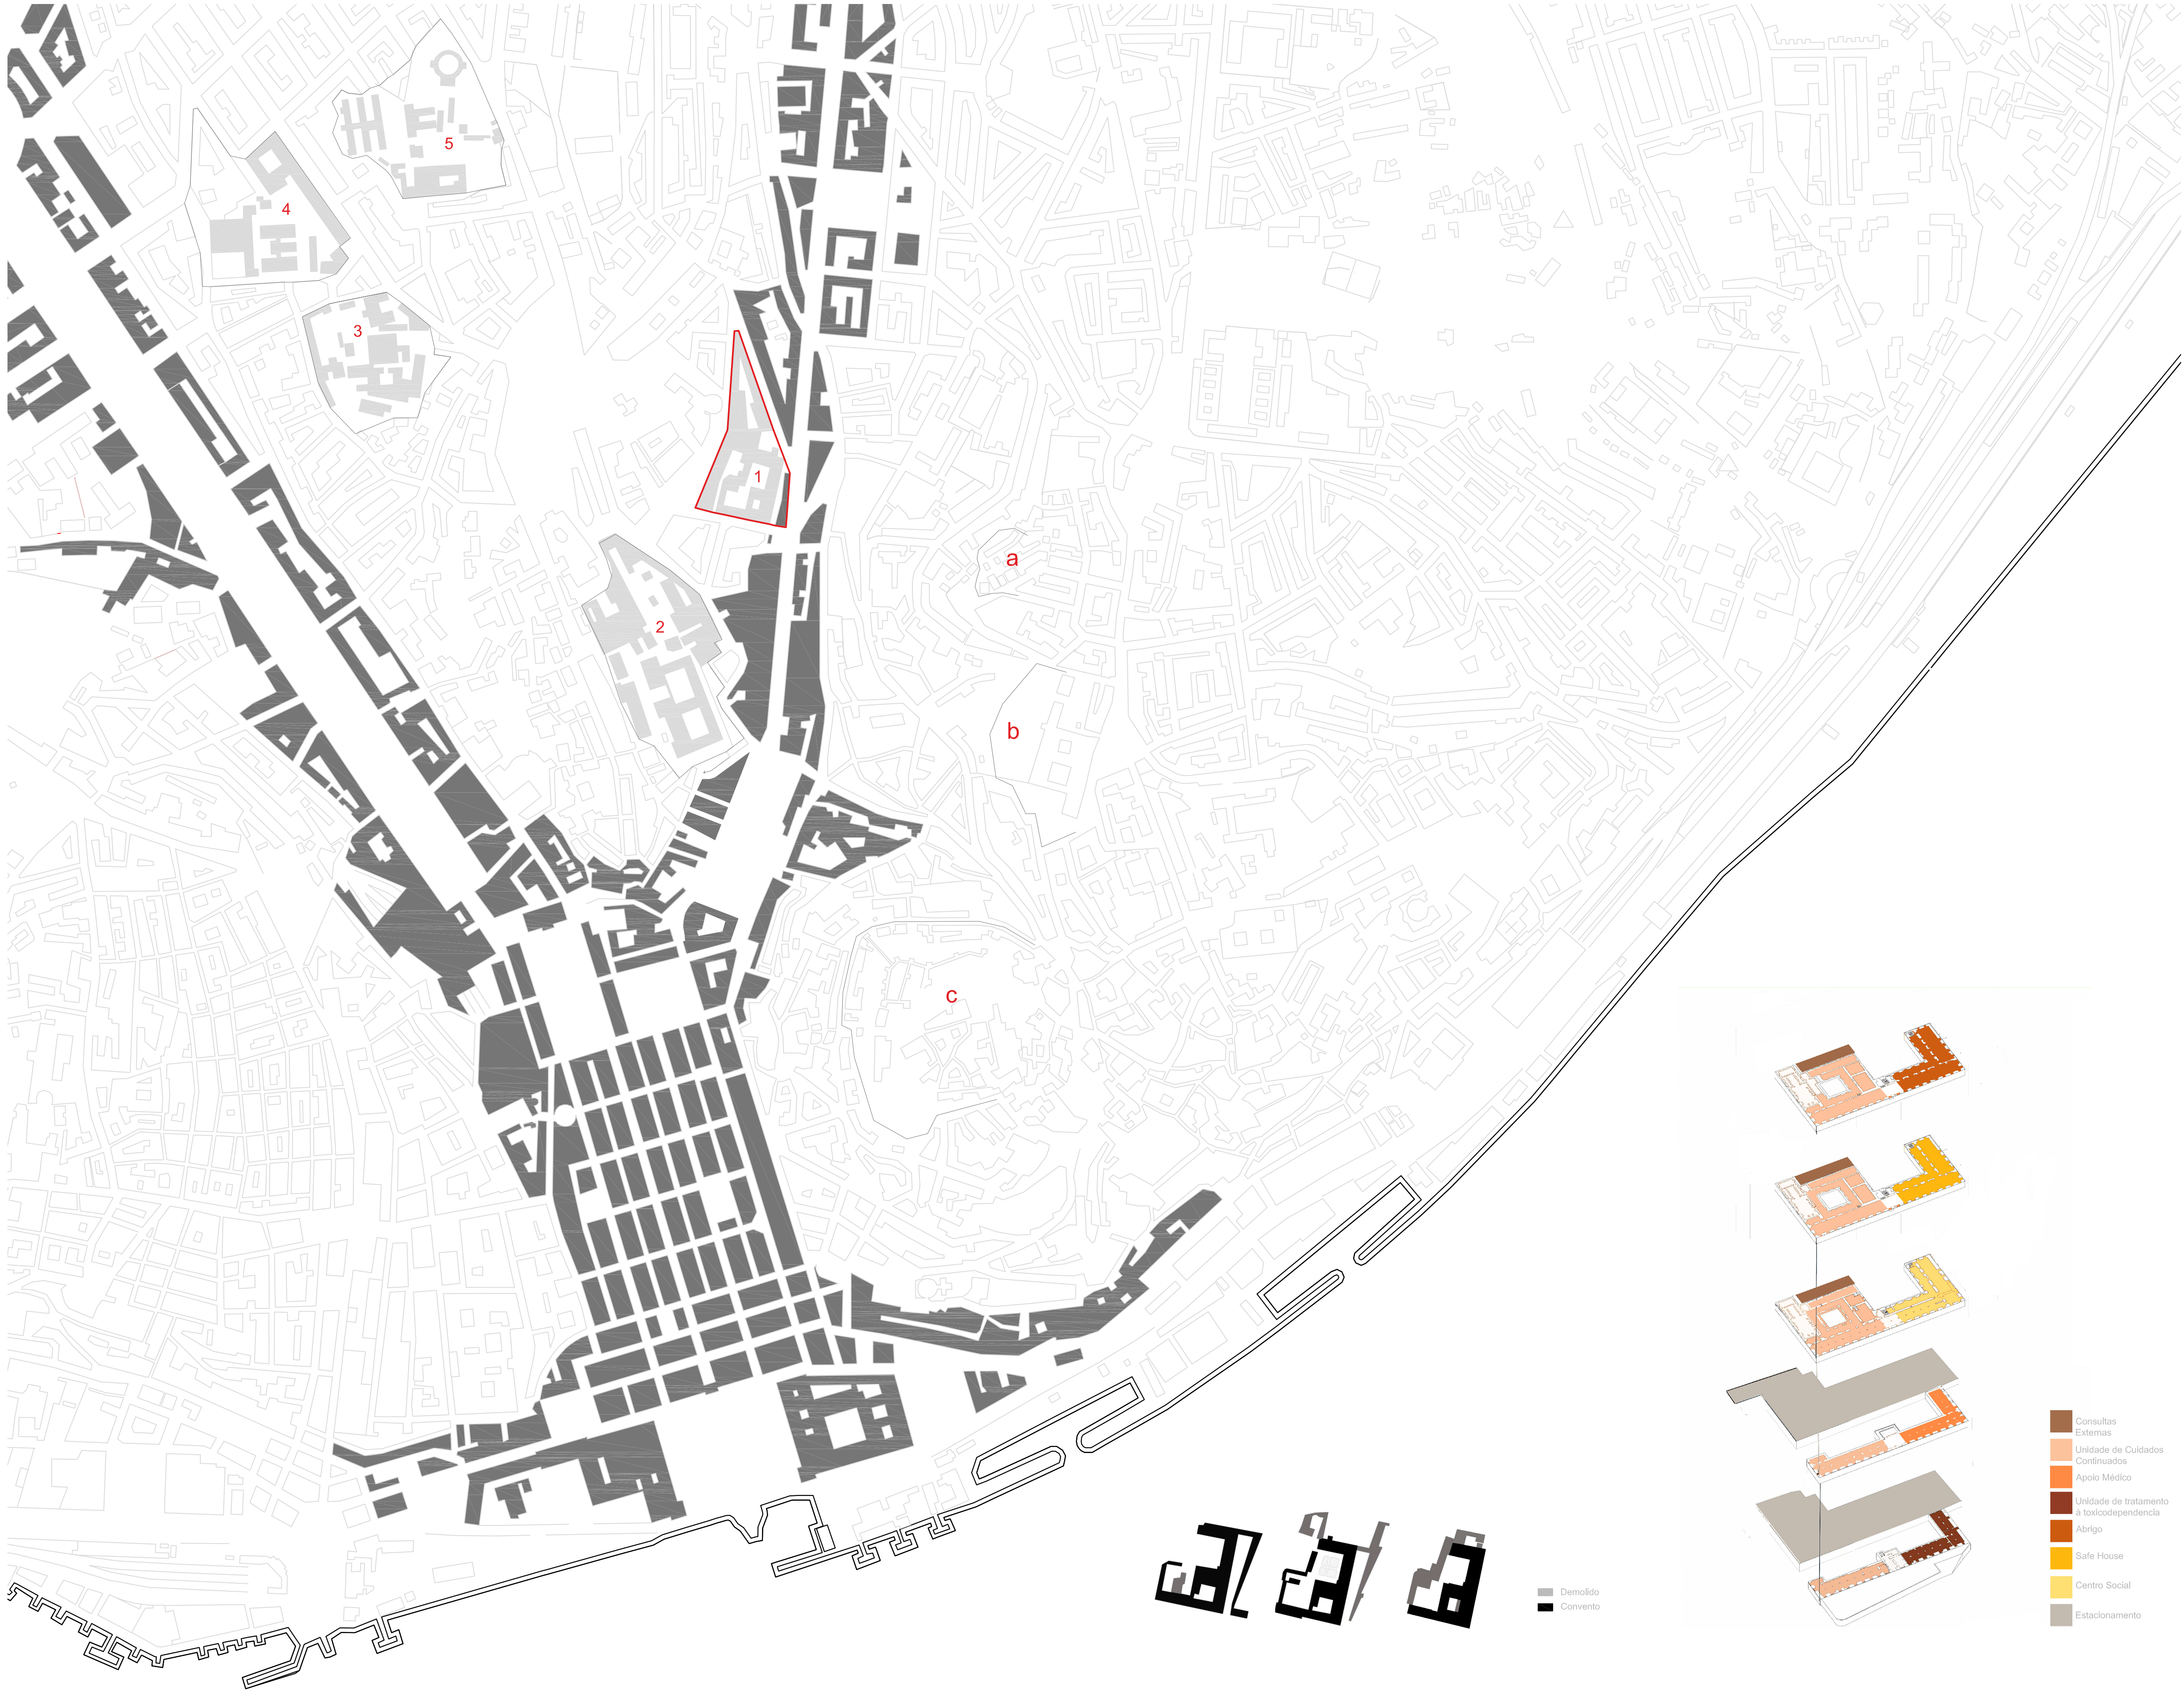 5
4
3
1
a
2
b
c
Consultas
Externas
Unidade de Cuidados
Continuados
Apoio Médico
Unidade de tratamento
à toxicodependencia
Abrigo
Safe House
Centro Social
Estacionamento
Demolido
Convento